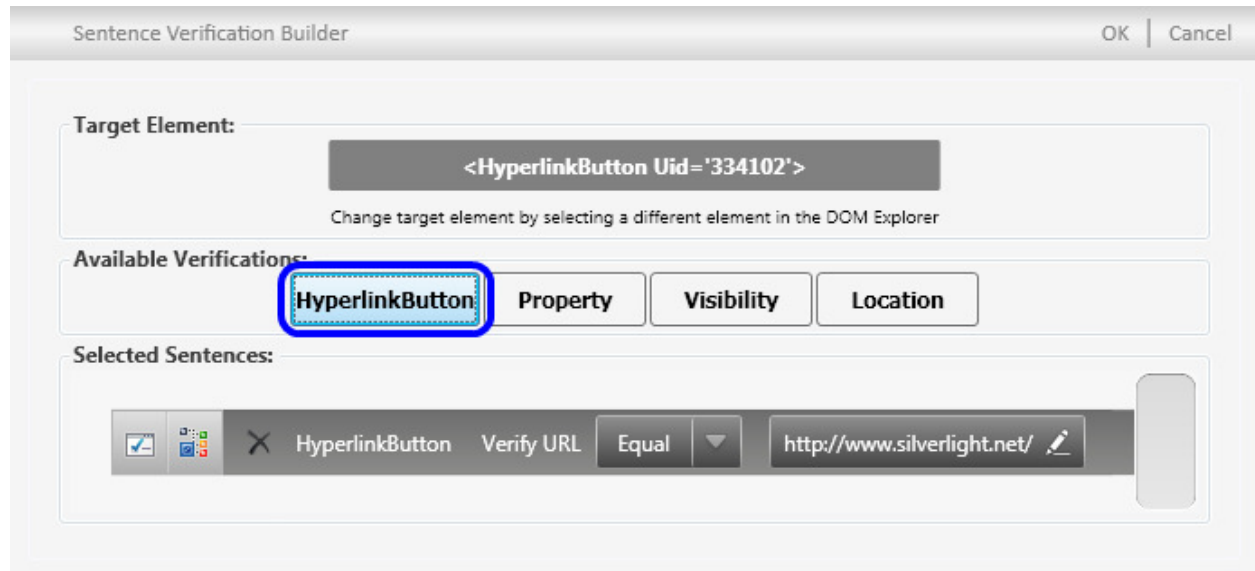 Sentence Verification Builder OK Cancel
Target Element:
<HyperlinkButton Uid='334102'>
Change target element by selecting a different element in the DOM Explorer
Available Verifications:
HyperlinkButton Property Visibility Location
Selected Sentences:
HyperlinkButton Verify URL Equal http://www.silverlight.net/